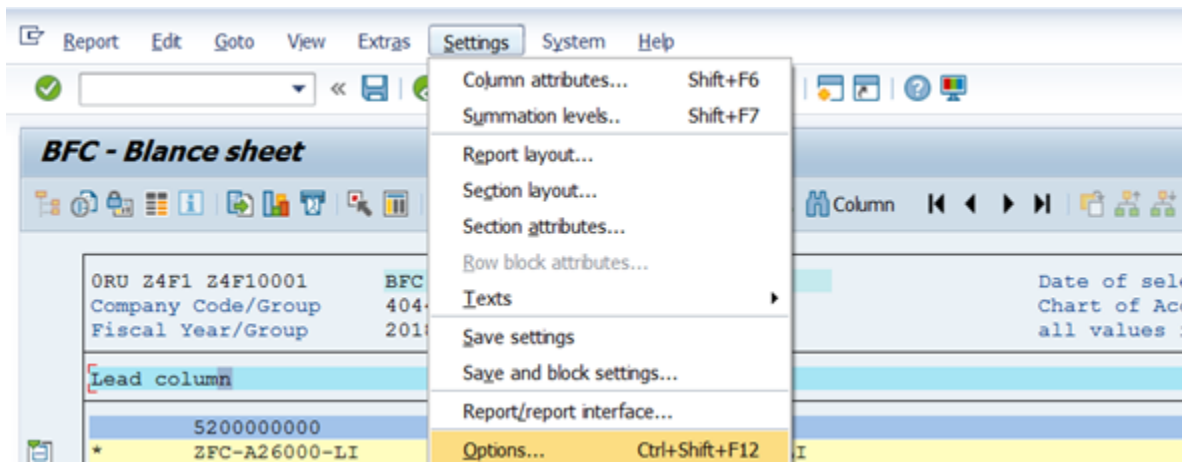 Report Edit Goto View Extras Settings System Help
Column attributes... Shift+F6
Summation levels.. Shift+F7
BFC - Blance sheet
Report layout...
Section layout...
Column
Section attributes...
Row block attributes...
0RU Z4F1 Z4F10001 BFC
Date of sel
Texts
Company Code/Group 404
Chart of Ac
Fiscal Year/Group 201
all values
Save settings
Save and block settings...
Lead column
Report/report interface...
5200000000
* ZFC-A26000-LI
Options... Ctrl+Shift+F12